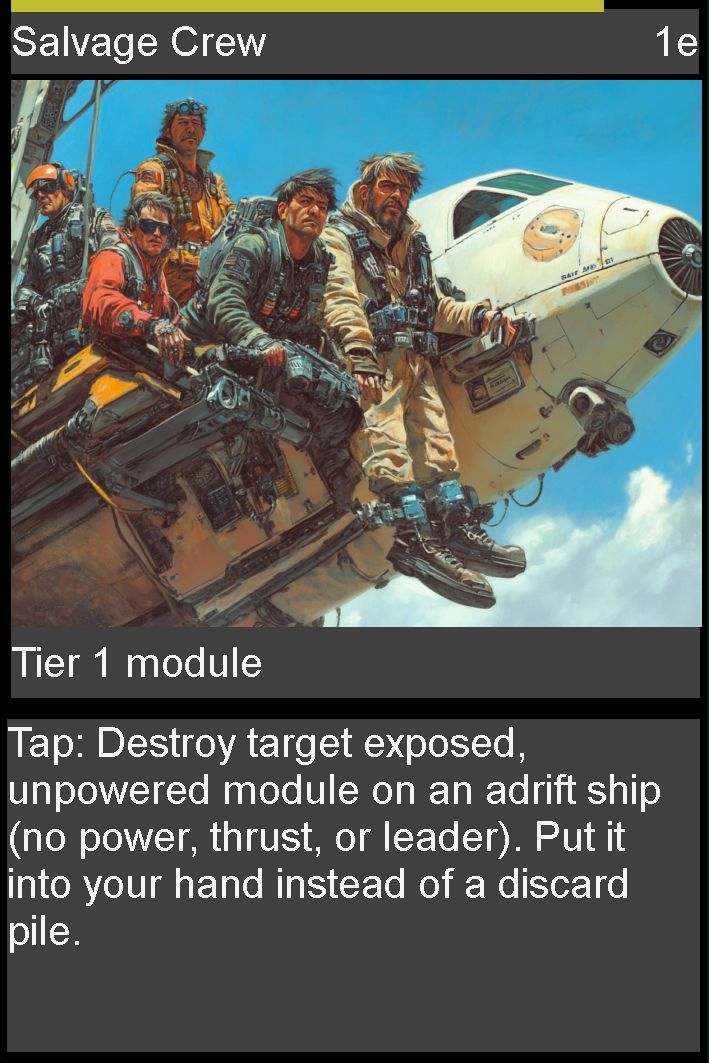 Salvage Crew 1e
Tier 1 module
Tap: Destroy target exposed,
unpowered module on an adrift ship
(no power, thrust, or leader). Put it
into your hand instead of a discard
pile.